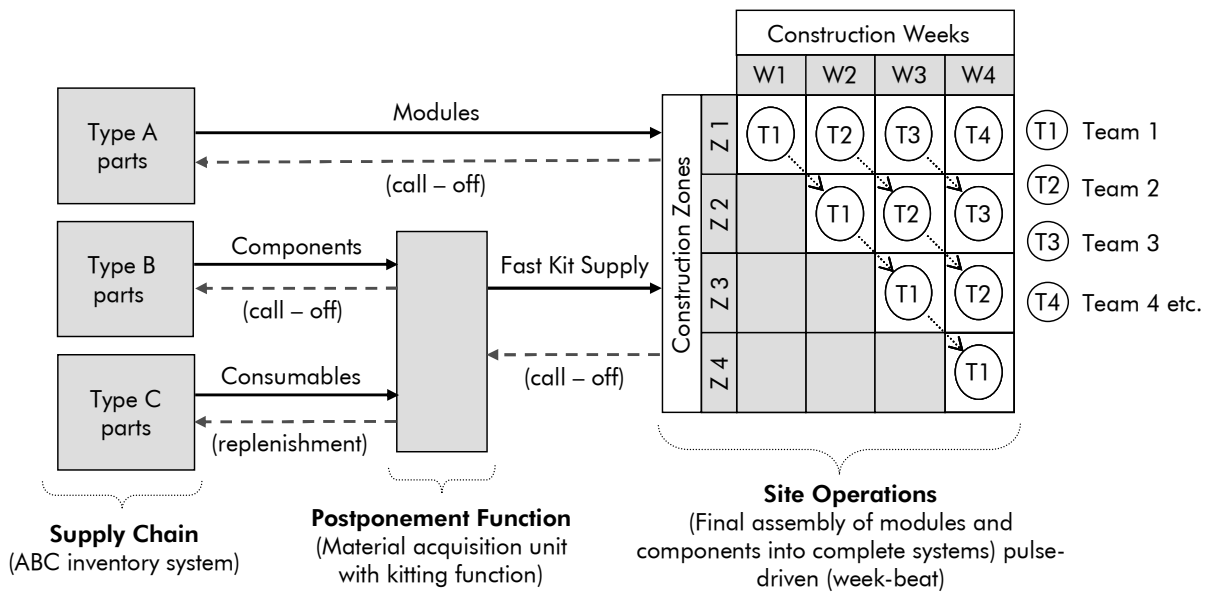 Construction Weeks
W1 W2 W3 W4
Type A
parts
Modules
(call – off)
Construction Zones
Z 1
T1 T2 T3 T4
T1 Team 1
Z 2
T1 T2 T3
T2 Team 2
Type B
parts
Components
(call – off)
Fast Kit Supply
Z 3
T1 T2
T3 Team 3
T4 Team 4 etc.
Type C
parts
Consumables
(replenishment)
(call – off)
Z 4
T1
Supply Chain
(ABC inventory system)
Postponement Function
(Material acquisition unit
with kitting function)
Site Operations
(Final assembly of modules and
components into complete systems) pulse-
driven (week-beat)